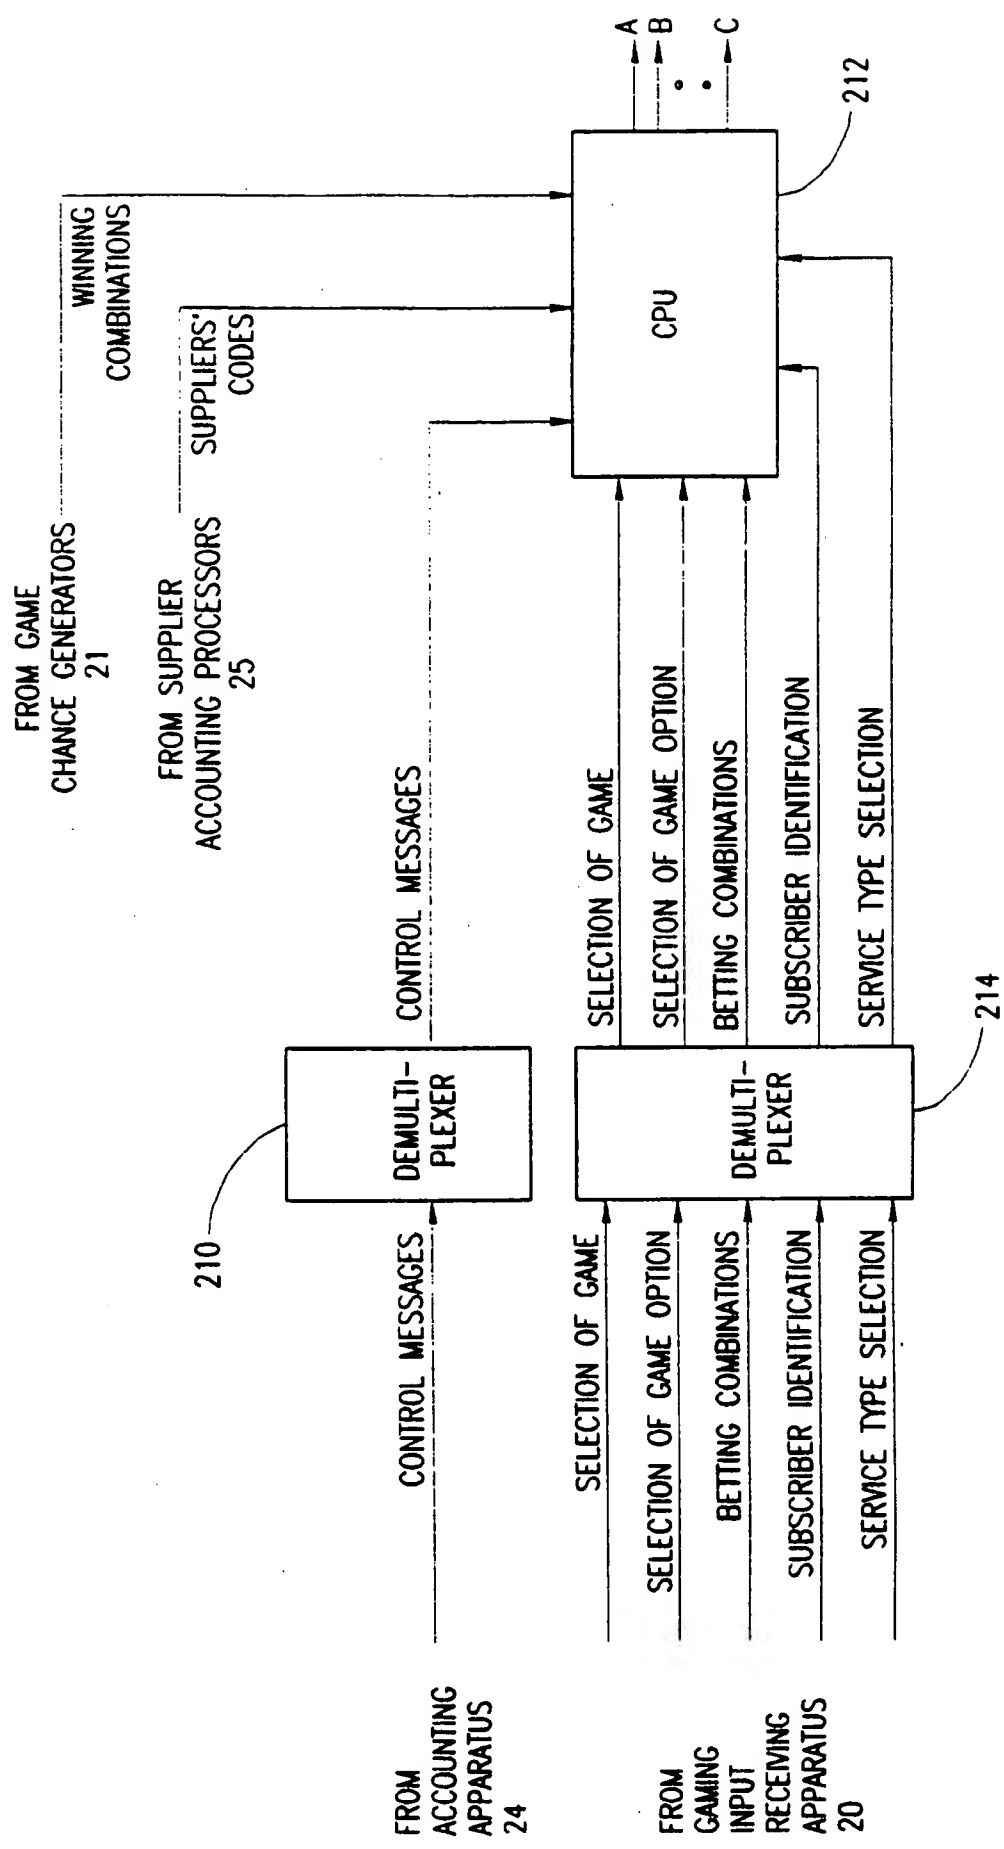 FROM GAME
CHANCE GENERATORS
21
WINNING
COMBINATIONS
FROM SUPPLIER
ACCOUNTING PROCESSORS
25
SUPPLIERS'
CODES
FROM
ACCOUNTING
APPARATUS
24
CONTROL MESSAGES
210
DEMULTI-
PLEXER
CONTROL MESSAGES
FROM
GAMING
INPUT
RECEIVING
APPARATUS
20
SELECTION OF GAME
SELECTION OF GAME OPTION
BETTING COMBINATIONS
SUBSCRIBER IDENTIFICATION
SERVICE TYPE SELECTION
DEMULTI-
PLEXER
214
SELECTION OF GAME
SELECTION OF GAME OPTION
BETTING COMBINATIONS
SUBSCRIBER IDENTIFICATION
SERVICE TYPE SELECTION
CPU
212
A
B
C